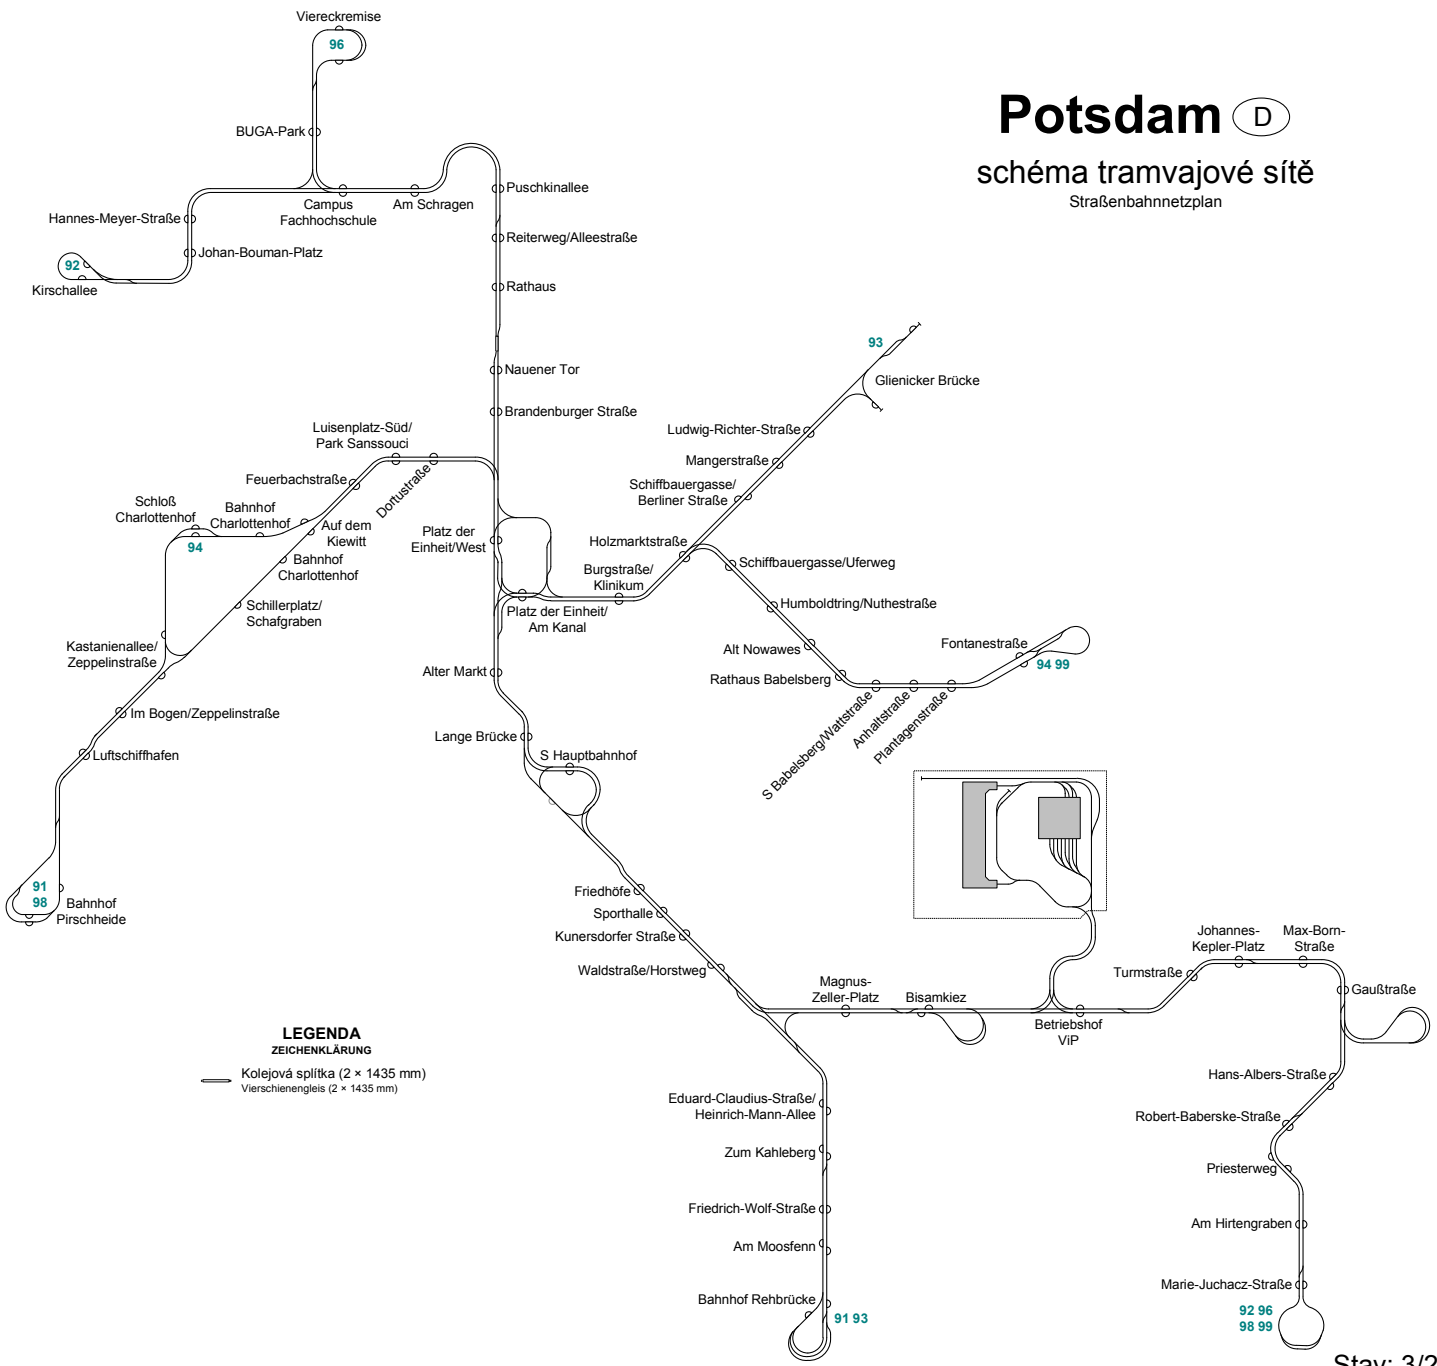 Viereckremise
96
Potsdam D
schéma tramvajové sítě
Straßenbahnnetzplan
BUGA-Park
Puschkinallee
Campus
Fachhochschule
Am Schragen
Hannes-Meyer-Straße
Reiterweg/Alleestraße
Johan-Bouman-Platz
92
Kirschallee
Rathaus
93
Nauener Tor
Glienicker Brücke
Brandenburger Straße
Luisenplatz-Süd/
Park Sanssouci
Ludwig-Richter-Straße
Mangerstraße
Feuerbachstraße
Dortustraße
Schiffbauergasse/
Berliner Straße
Schloß
Charlottenhof
Bahnhof
Charlottenhof
Auf dem
Kiewitt
Platz der
Einheit/West
94
Holzmarktstraße
Bahnhof
Charlottenhof
Burgstraße/
Klinikum
Schiffbauergasse/Uferweg
Schillerplatz/
Schafgraben
Platz der Einheit/
Am Kanal
Humboldtring/Nuthestraße
Kastanienallee/
Zeppelinstraße
Alt Nowawes
Fontanestraße
94 99
Alter Markt
Rathaus Babelsberg
S Babelsberg/Wattstraße
Anhaltstraße
Plantagenstraße
Im Bogen/Zeppelinstraße
Lange Brücke
Luftschiffhafen
S Hauptbahnhof
91
98
Bahnhof
Pirschheide
Friedhöfe
Sporthalle
Kunersdorfer Straße
Waldstraße/Horstweg
Magnus-
Zeller-Platz
Bisamkiez
Betriebshof
ViP
Turmstraße
Johannes-
Kepler-Platz
Max-Born-
Straße
Gaußtraße
LEGENDA
ZEICHENKLÄRUNG
Kolejová splítka (2 × 1435 mm)
Vierschienengleis (2 × 1435 mm)
Hans-Albers-Straße
Eduard-Claudius-Straße/
Heinrich-Mann-Allee
Robert-Baberske-Straße
Zum Kahleberg
Priesterweg
Friedrich-Wolf-Straße
Am Hirtengraben
Am Moosfenn
Marie-Juchacz-Straße
Bahnhof Rehbrücke
91 93
92 96
98 99
Stav: 3/2